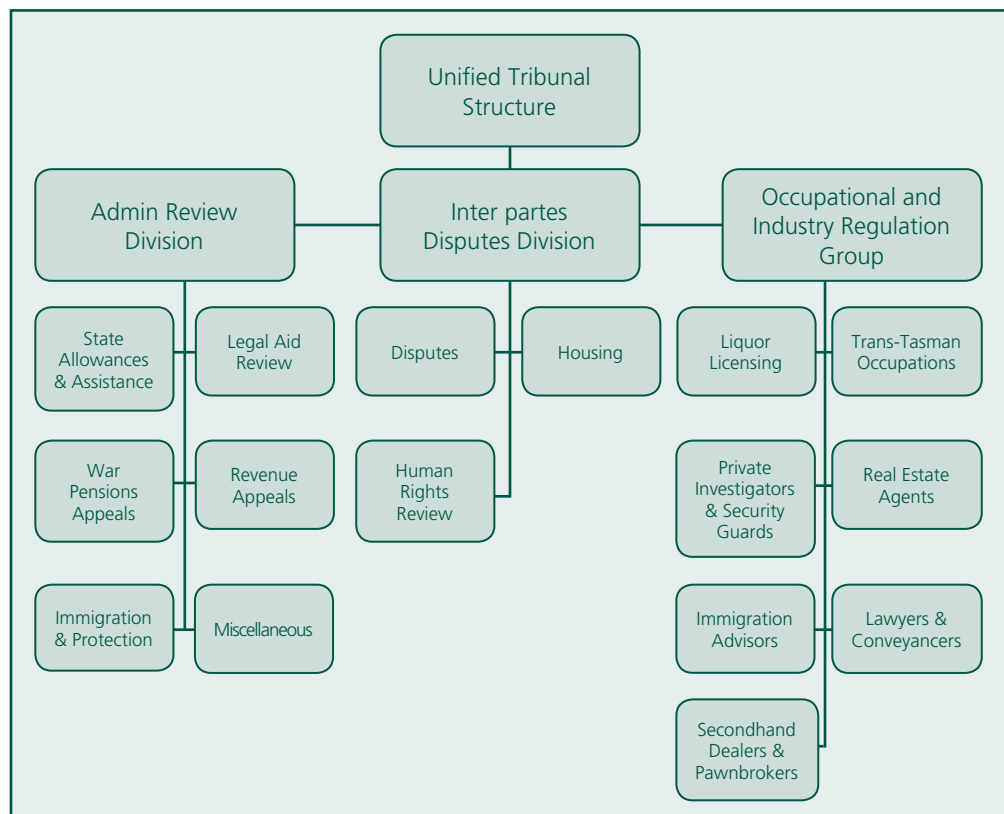 Unified Tribunal
Structure
Admin Review
Division
Inter partes
Disputes Division
Occupational and
Industry Regulation
Group
State
Allowances
& Assistance
Legal Aid
Review
Disputes
Housing
Liquor
Licensing
Trans-Tasman
Occupations
War
Pensions
Appeals
Revenue
Appeals
Human
Rights
Review
Private
Investigators
& Security
Guards
Real Estate
Agents
Immigration
& Protection
Miscellaneous
Immigration
Advisors
Lawyers &
Conveyancers
Secondhand
Dealers &
Pawnbrokers